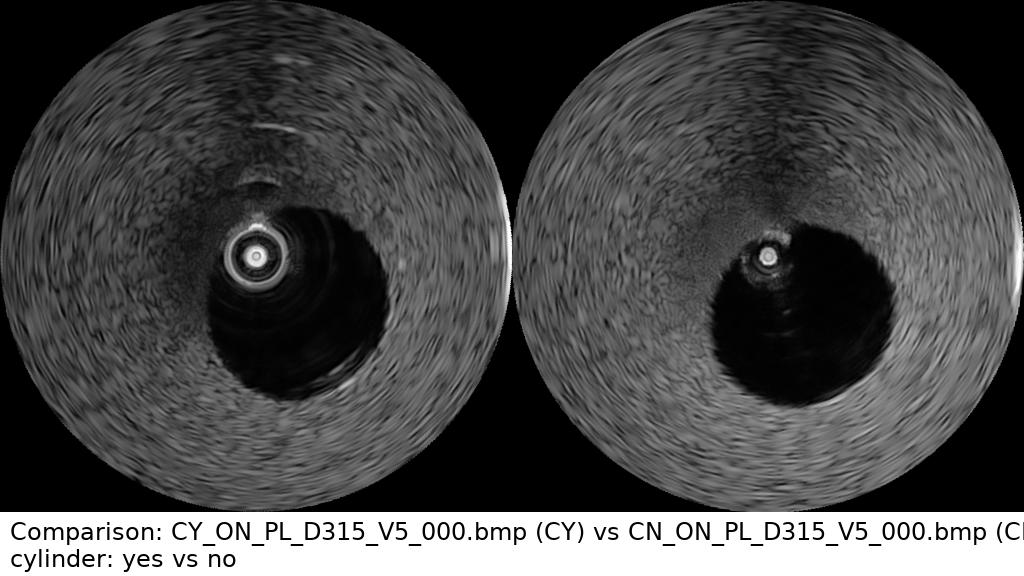 Comparison: CY_ON_PL_D315_V5_000.bmp (CY) vs CN_ON_PL_D315_V5_000.bmp
cylinder: yes vs no